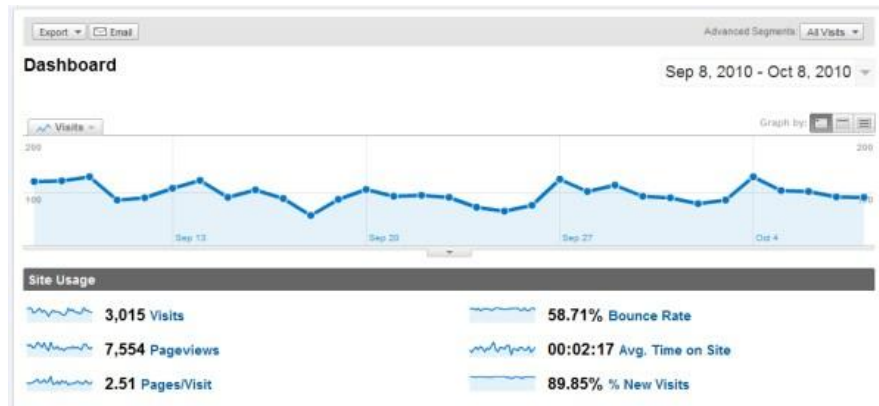 Export Email Advanced Segments: All Visits
Dashboard
Sep 8, 2010 - Oct 8, 2010
Visits Graph by:
200 200
100
Sep 13 Sep 20 Sep 27 Oct 4
Site Usage
3,015 Visits 58.71% Bounce Rate
7,554 Pageviews 00:02:17 Avg. Time on Site
2.51 Pages/Visit 89.85% % New Visits